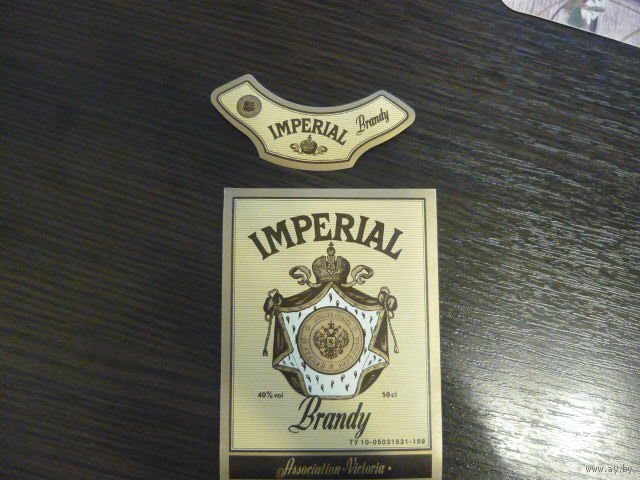 IMPERIAL Brandy
IMPERIAL
40% vol
50 cl
Brandy
ТУ 10-05031531-159
Association · Victoria ·
www.ay.by